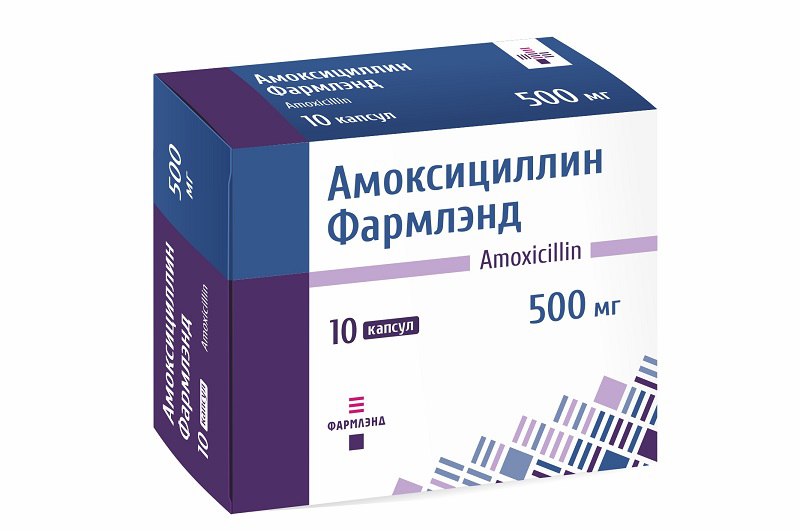 Амоксициллин
Фармлэнд
Amoxicillin
10 капсул
500 мг
500 мг
Амоксициллин
Фармлэнд
Amoxicillin
10 капсул
Амоксициллин
Фармлэнд
Amoxicillin
500 мг
10 капсул
ФАРМЛЭНД